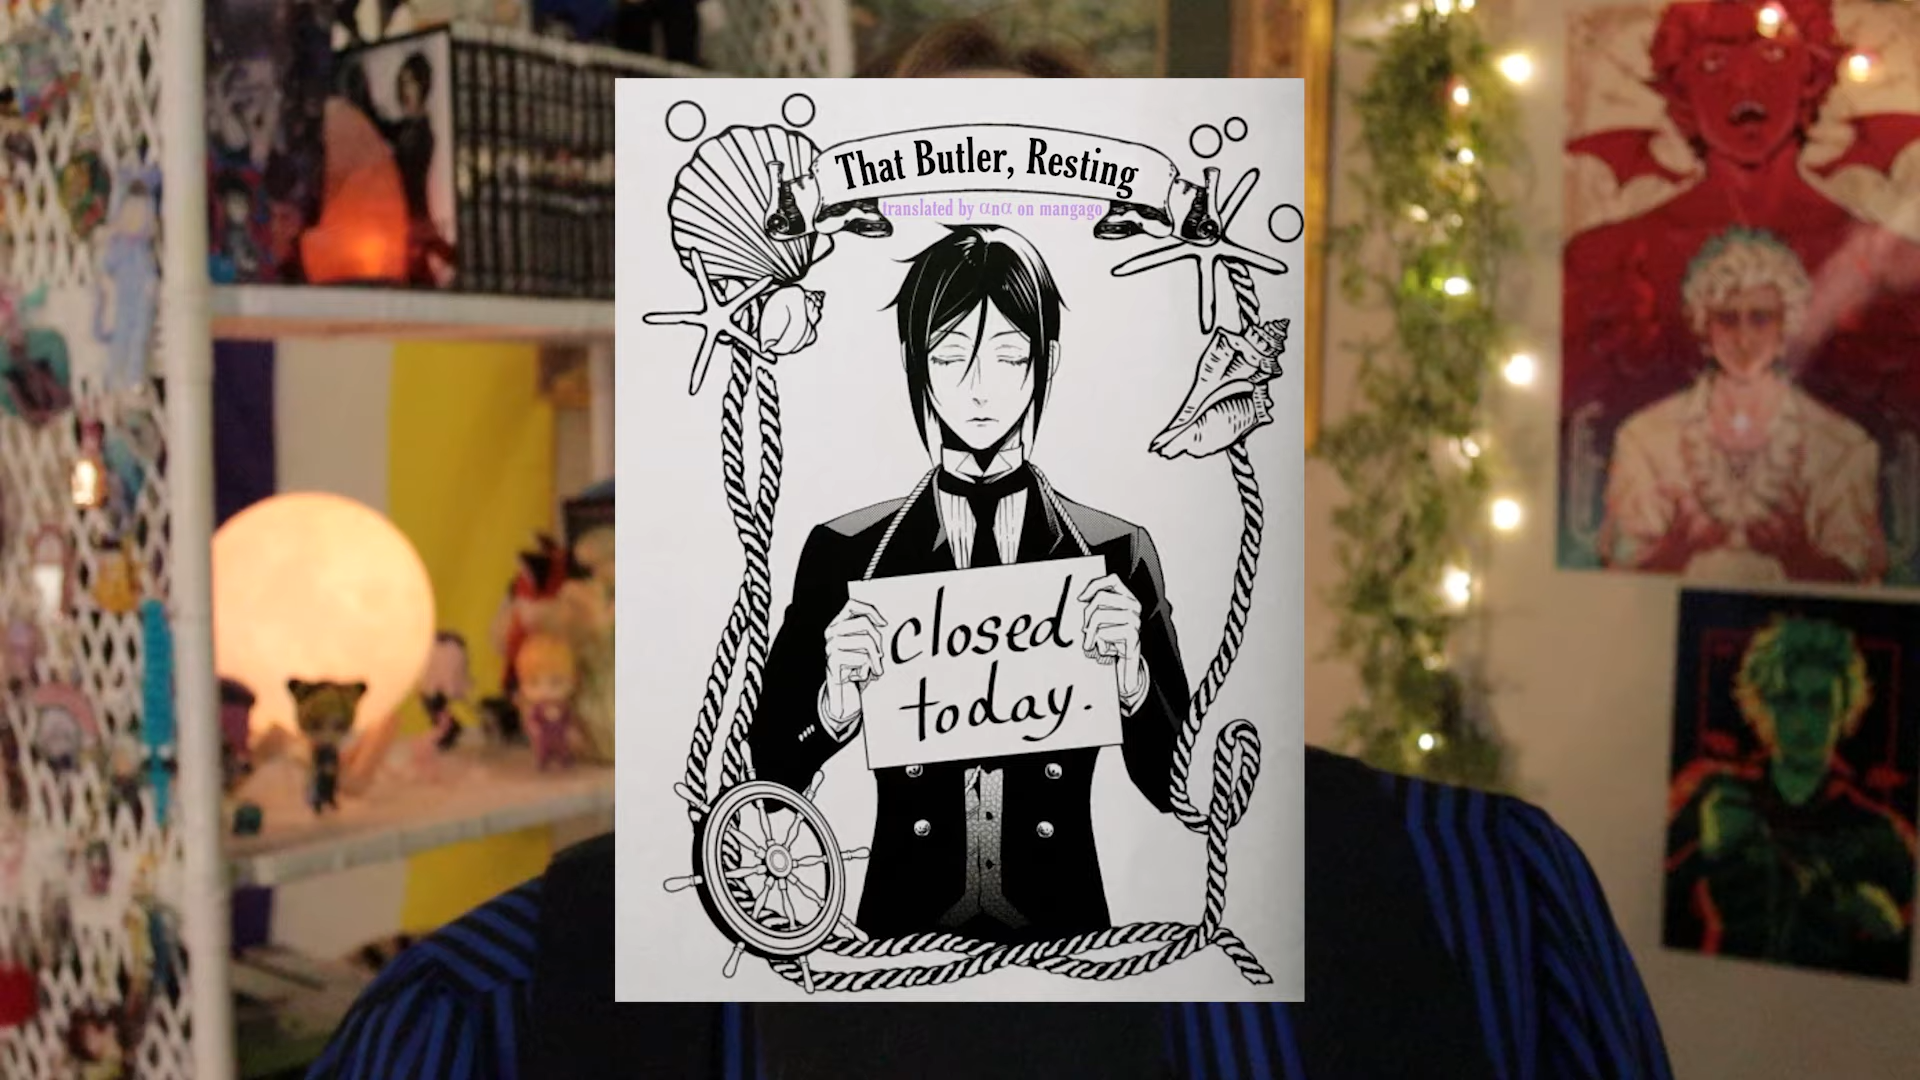 That Butler, Resting
translated by αnα on mangago
Closed
today.